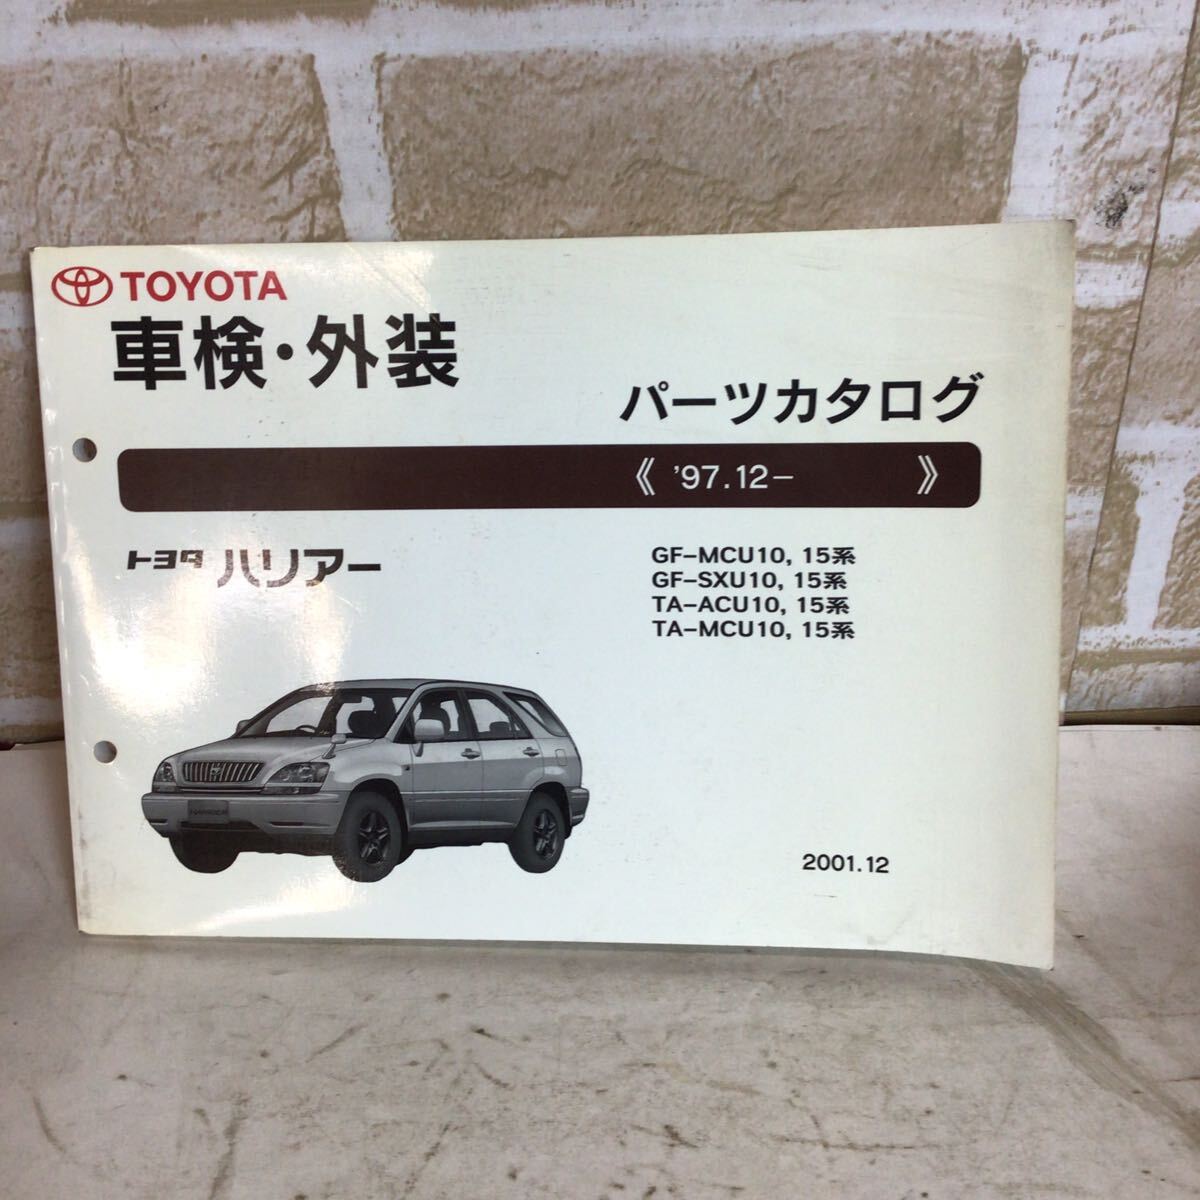 TOYOTA
車検・外装
パーツカタログ
《 '97.12− 》
トヨタ ハリアー
GF−MCU10, 15系
GF−SXU10, 15系
TA−ACU10, 15系
TA−MCU10, 15系
HARRIER
2001.12